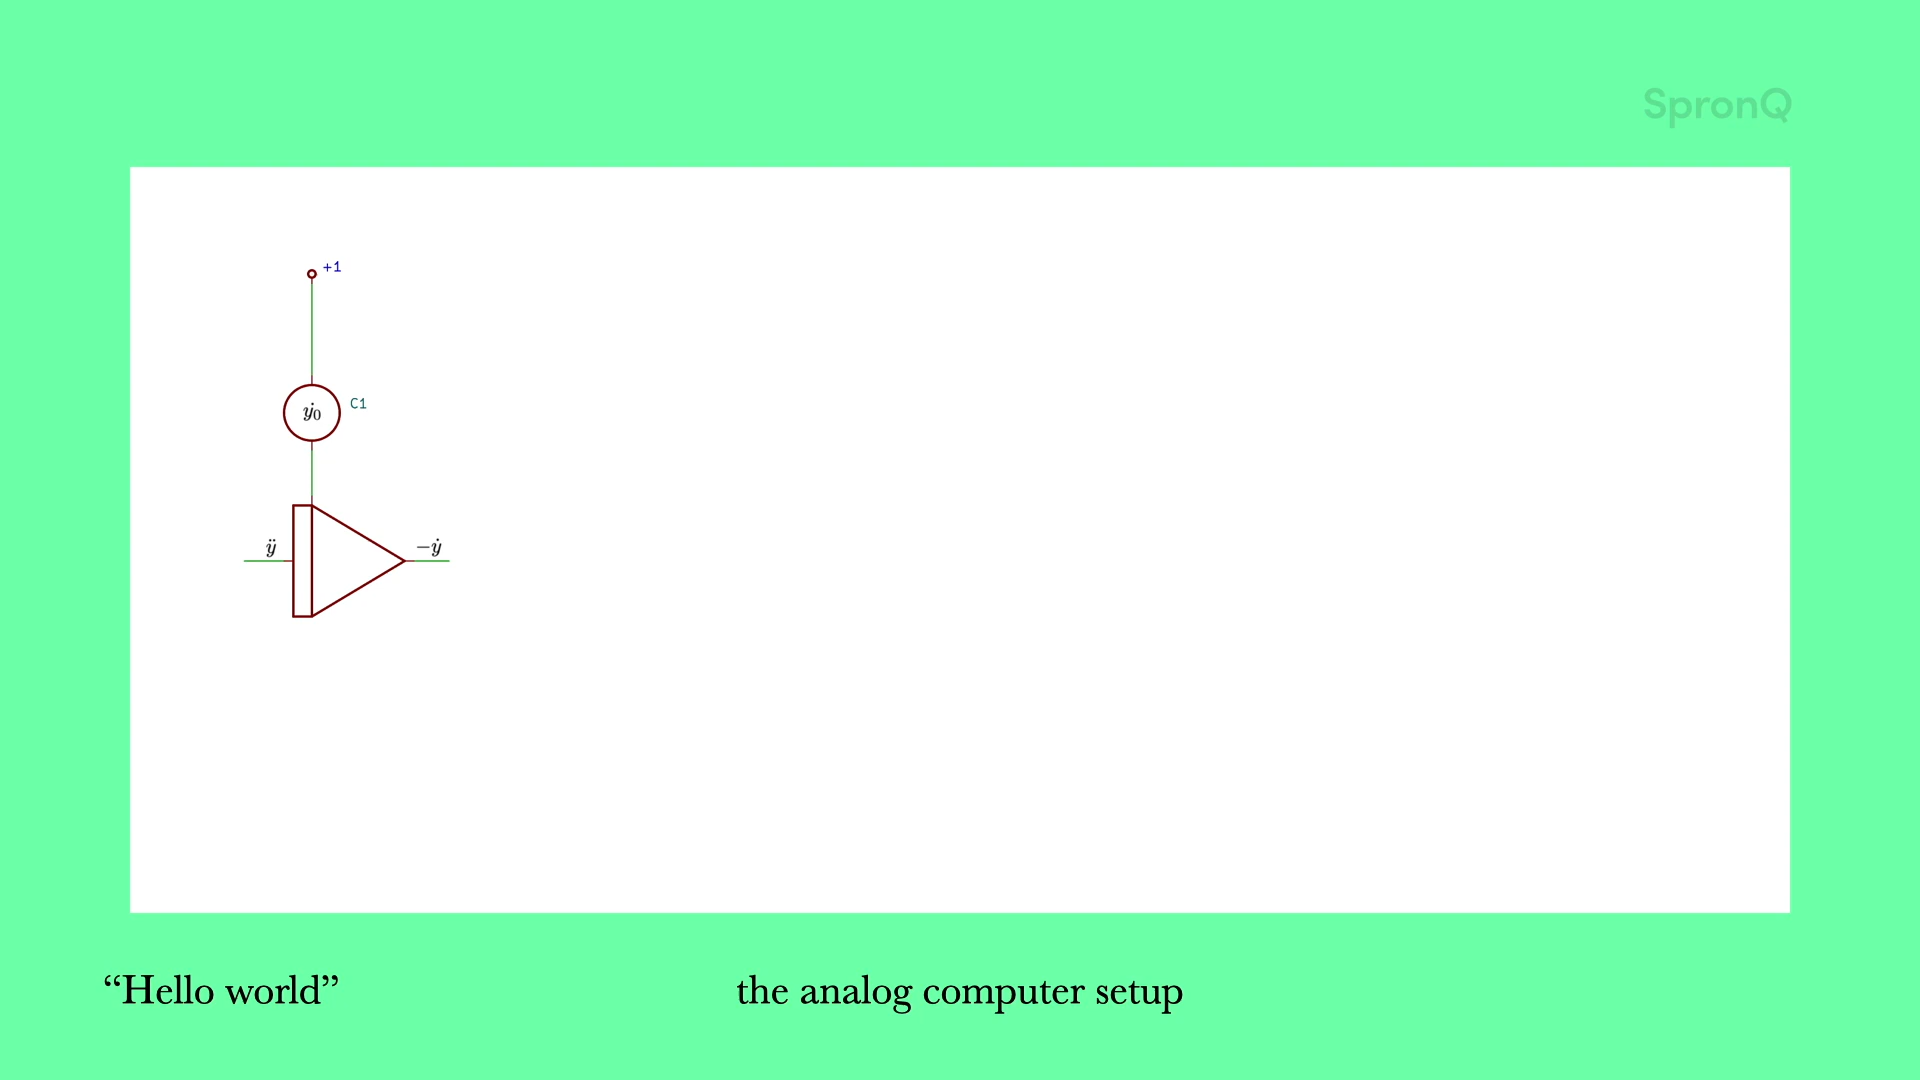 SpronQ
+1
ẏ₀ C1
ÿ −ẏ
“Hello world” the analog computer setup